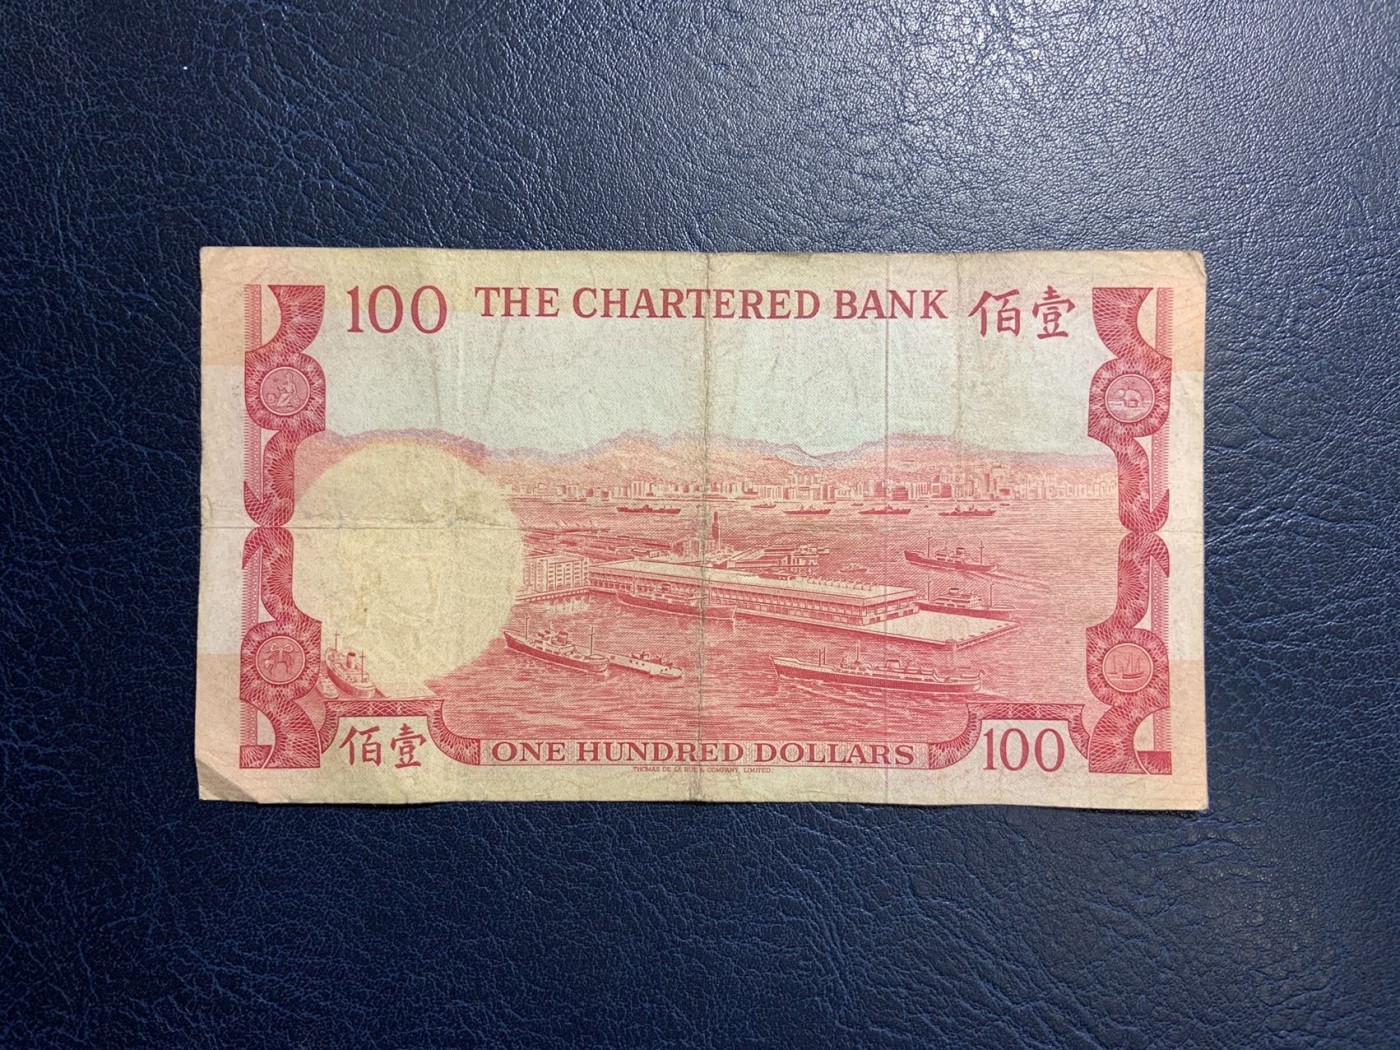 100 THE CHARTERED BANK 佰壹
佰壹 ONE HUNDRED DOLLARS 100
THOMAS DE LA RUE & COMPANY, LIMITED.